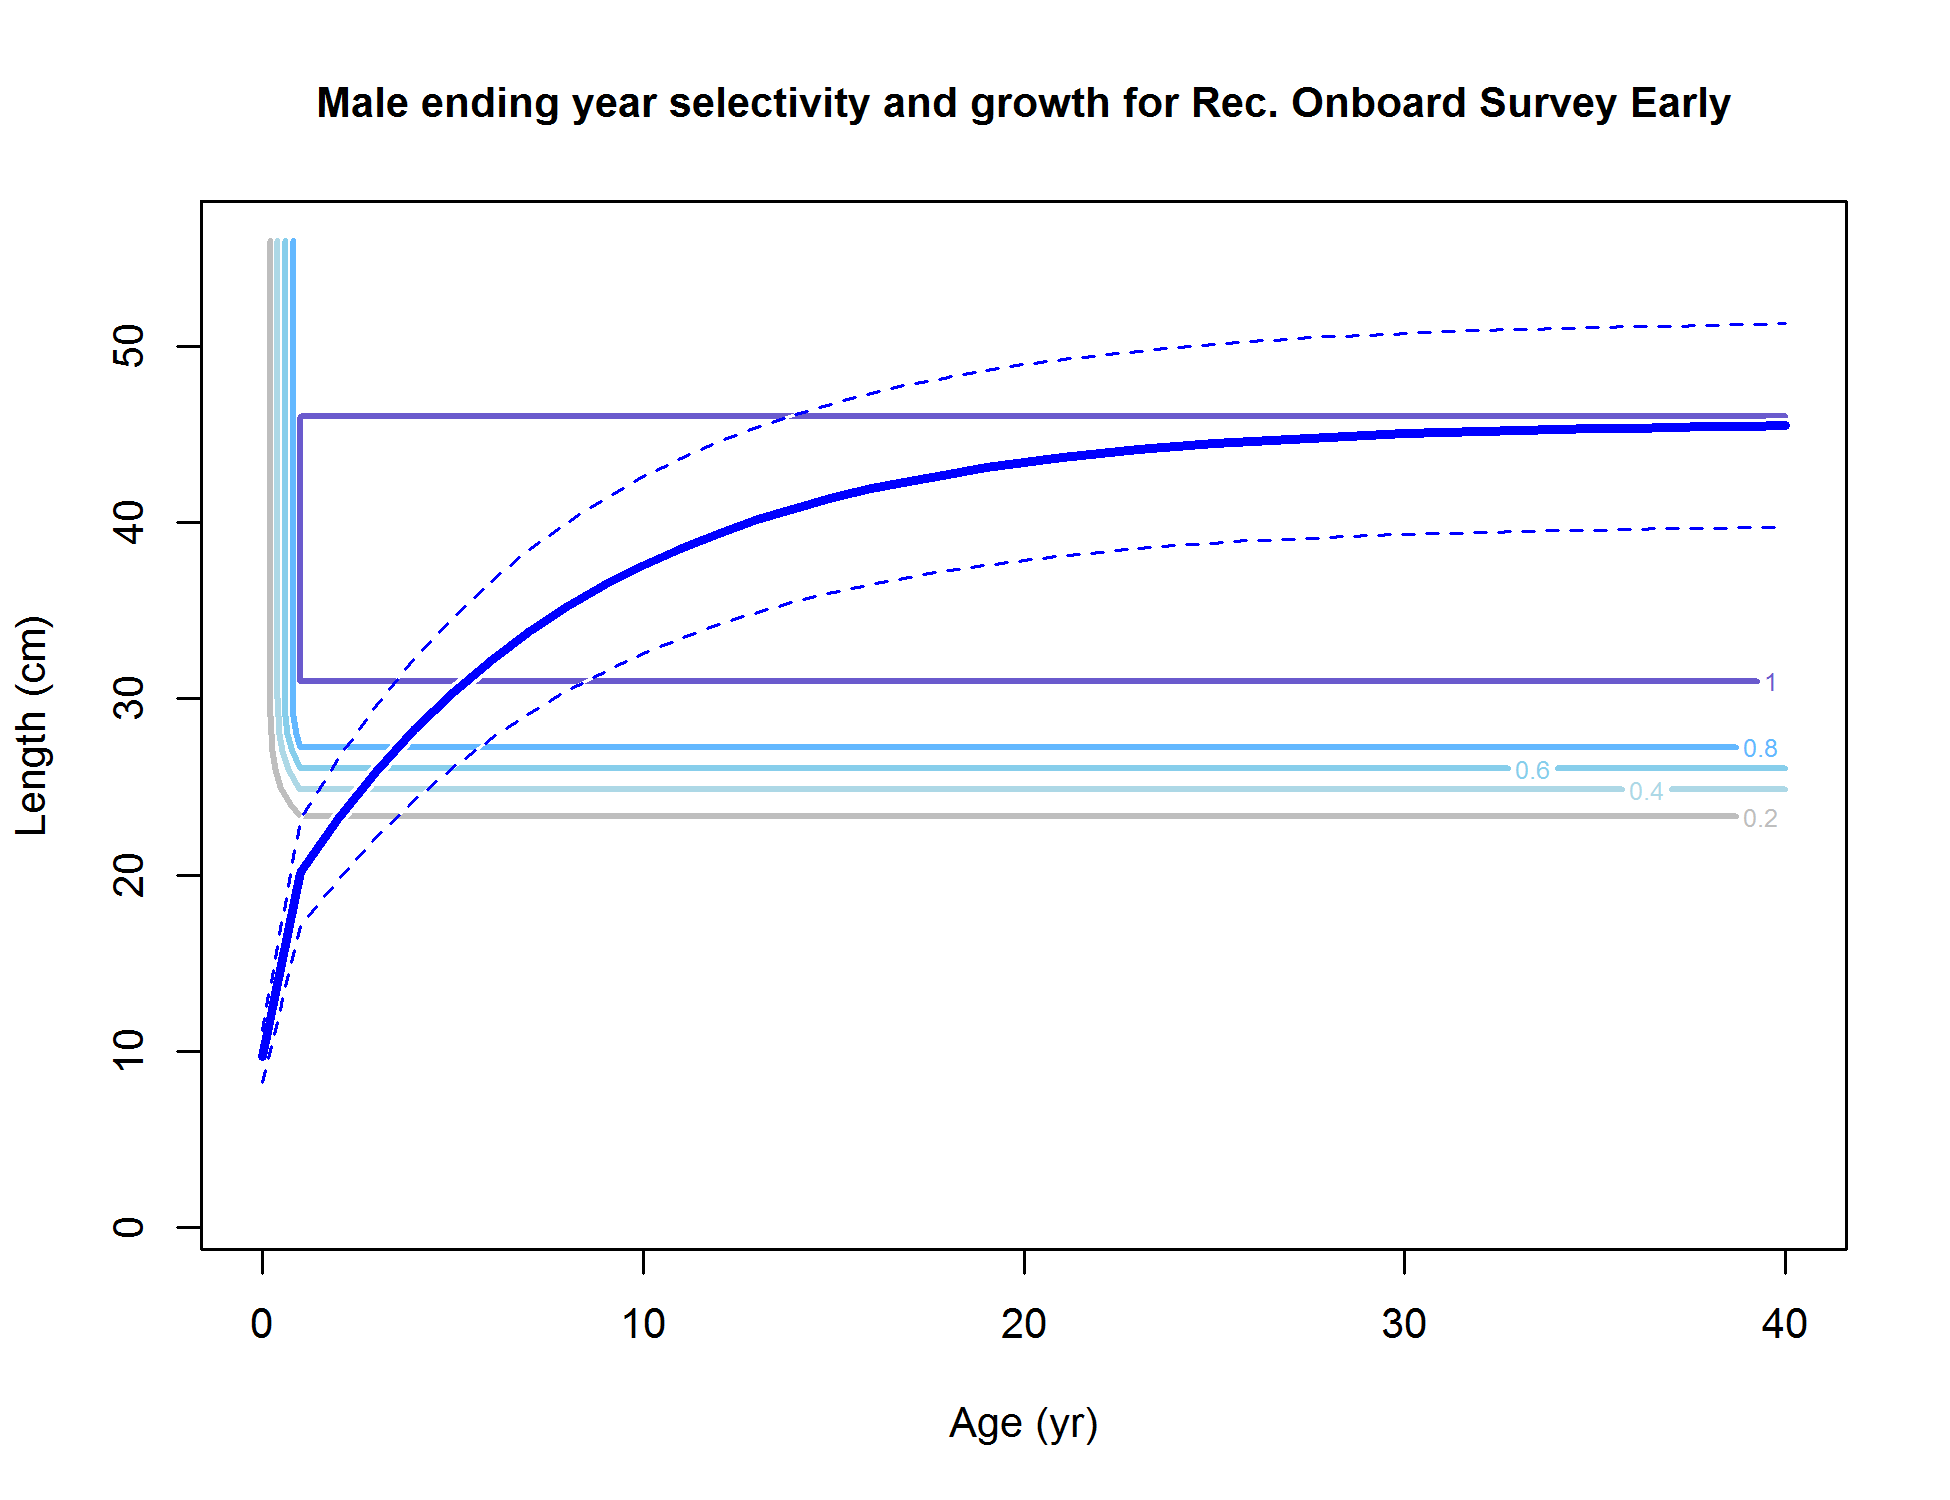 Male ending year selectivity and growth for Rec. Onboard Survey Early
Length (cm)
50
40
30
20
10
0
1
0.8
0.6
0.4
0.2
0 10 20 30 40
Age (yr)